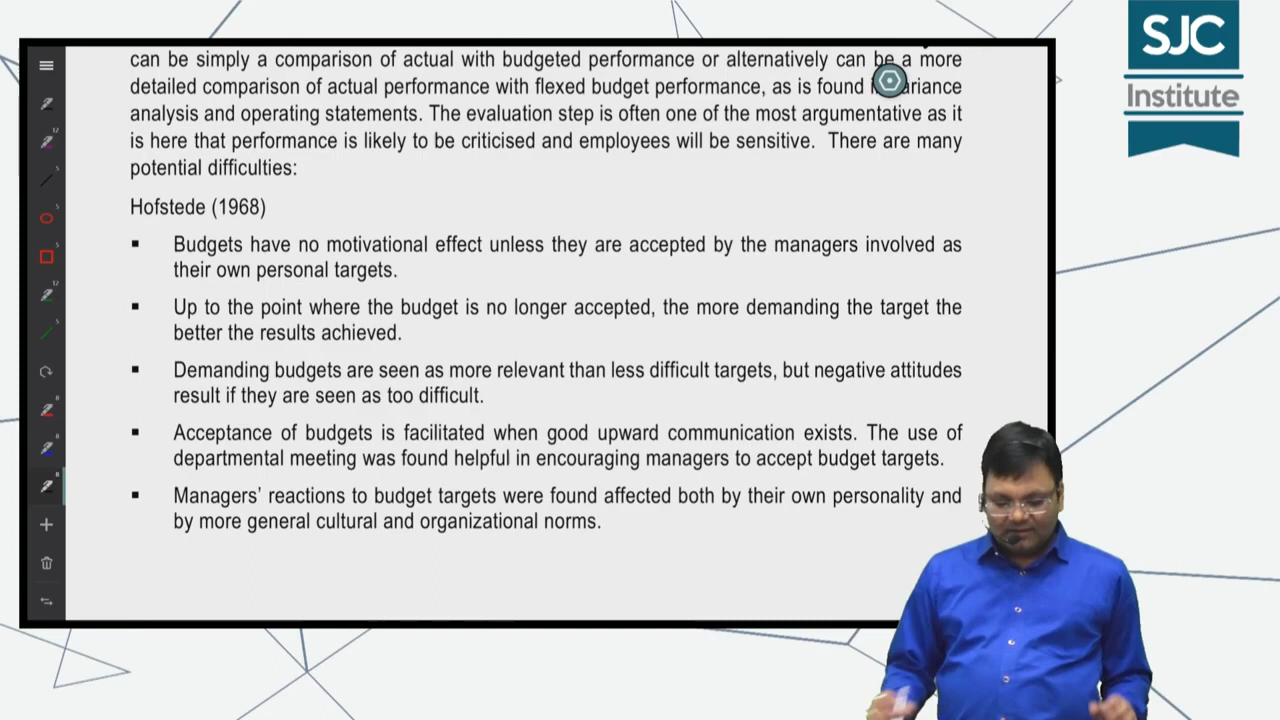 can be simply a comparison of actual with budgeted performance or alternatively can be a more
detailed comparison of actual performance with flexed budget performance, as is found
analysis and operating statements. The evaluation step is often one of the most argumentative as it
is here that performance is likely to be criticised and employees will be sensitive. There are many
potential difficulties:
Hofstede (1968)
▪ Budgets have no motivational effect unless they are accepted by the managers involved as
their own personal targets.
▪ Up to the point where the budget is no longer accepted, the more demanding the target the
better the results achieved.
▪ Demanding budgets are seen as more relevant than less difficult targets, but negative attitudes
result if they are seen as too difficult.
▪ Acceptance of budgets is facilitated when good upward communication exists. The use of
departmental meeting was found helpful in encouraging managers to accept budget targets.
▪ Managers' reactions to budget targets were found affected both by their own personality and
by more general cultural and organizational norms.
SJC
Institute